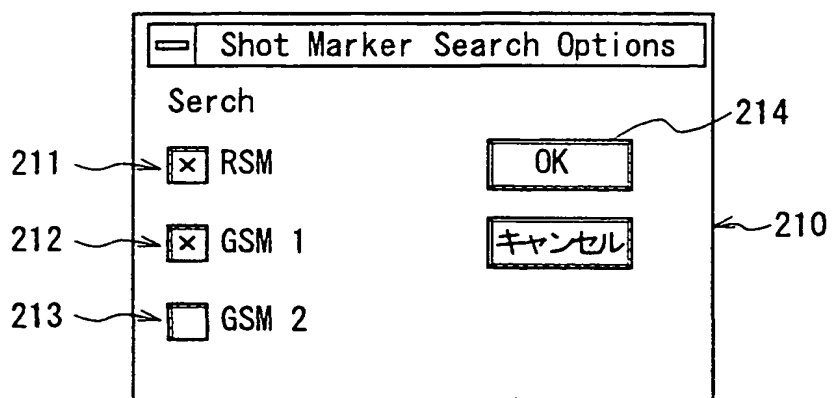 Shot Marker Search Options
Serch
214
211 × RSM OK
212 × GSM 1 キャンセル 210
213 GSM 2